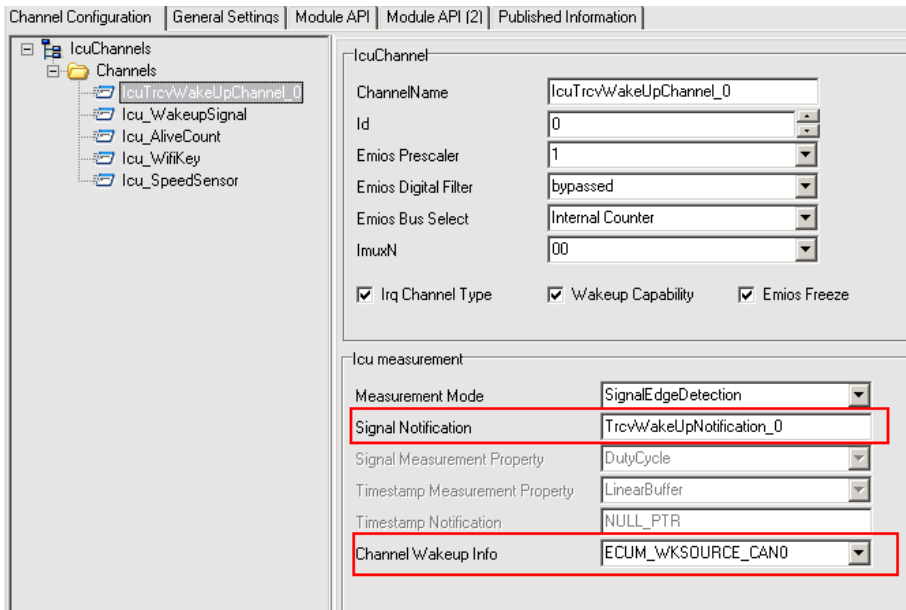 Channel Configuration General Settings Module API Module API (2) Published Information
IcuChannels
Channels
IcuTrcvWakeUpChannel_0
Icu_WakeupSignal
Icu_AliveCount
Icu_WifiKey
Icu_SpeedSensor
IcuChannel
ChannelName IcuTrcvWakeUpChannel_0
Id 0
Emios Prescaler 1
Emios Digital Filter bypassed
Emios Bus Select Internal Counter
ImuxN 00
Irq Channel Type Wakeup Capability Emios Freeze
Icu measurement
Measurement Mode SignalEdgeDetection
Signal Notification TrcvWakeUpNotification_0
Signal Measurement Property DutyCycle
Timestamp Measurement Property LinearBuffer
Timestamp Notification NULL_PTR
Channel Wakeup Info ECUM_WKSOURCE_CAN0